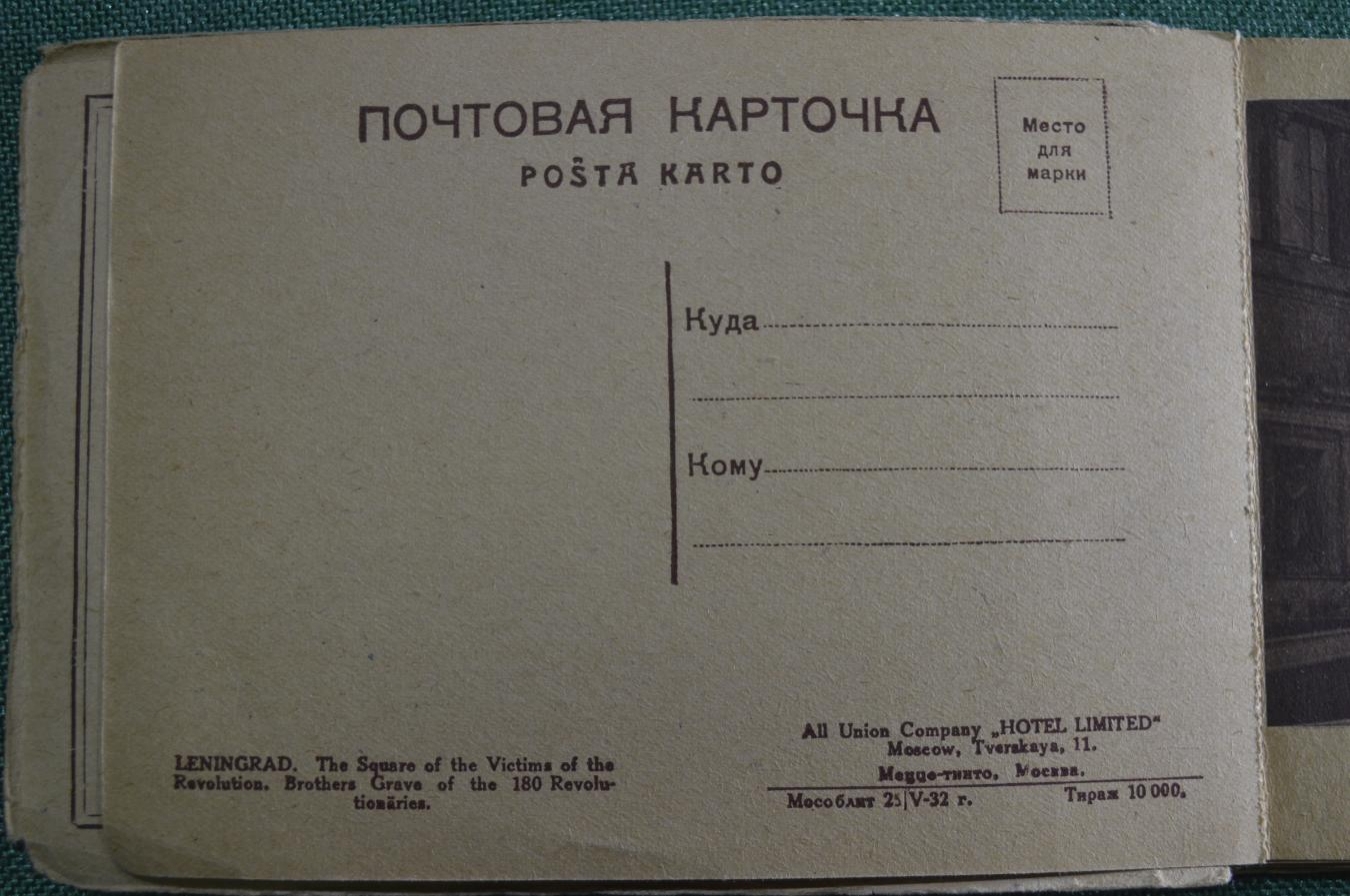 ПОЧТОВАЯ КАРТОЧКА
POŜTA KARTO
Место
для
марки
Куда
Кому
LENINGRAD. The Square of the Victims of the
Revolution. Brothers Grave of the 180 Revolu-
tionäries.
All Union Company „HOTEL LIMITED“
Moscow, Tverskaya, 11.
Меццо-тинто, Москва.
Мособлит 25|V-32 г.
Тираж 10 000.